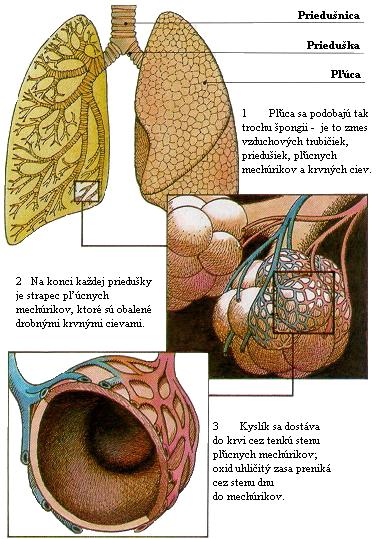 Priedušnica
Prieduška
Pľúca
1 Pľúca sa podobajú tak
trochu špongii - je to zmes
vzduchových trubičiek,
priedušiek, pľúcnych
mechúrikov a krvných ciev.
2 Na konci každej priedušky
je strapec pľúcnych
mechúrikov, ktoré sú obalené
drobnými krvnými cievami.
3 Kyslík sa dostáva
do krvi cez tenkú stenu
pľúcnych mechúrikov;
oxid uhličitý zasa preniká
cez stenu dnu
do mechúrikov.